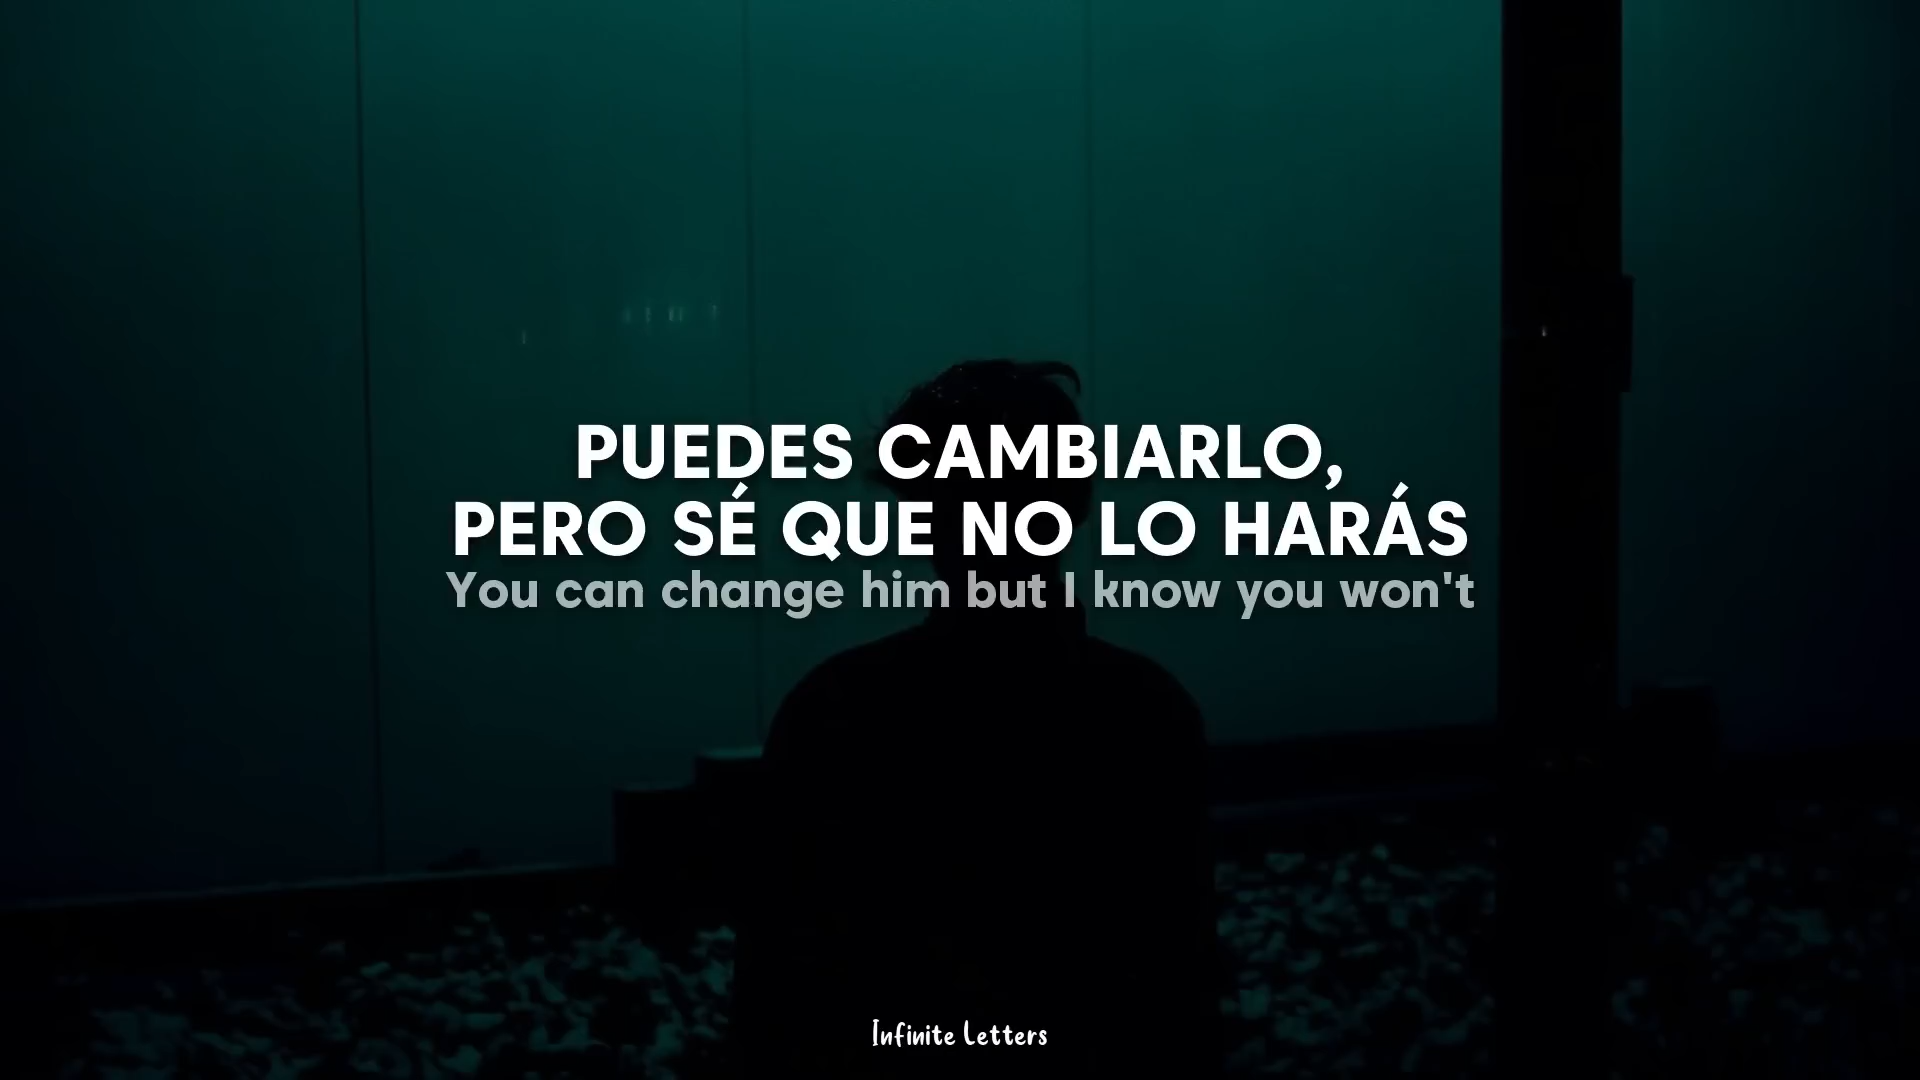 PUEDES CAMBIARLO,
PERO SÉ QUE NO LO HARÁS
You can change him but I know you won't
Infinite Letters